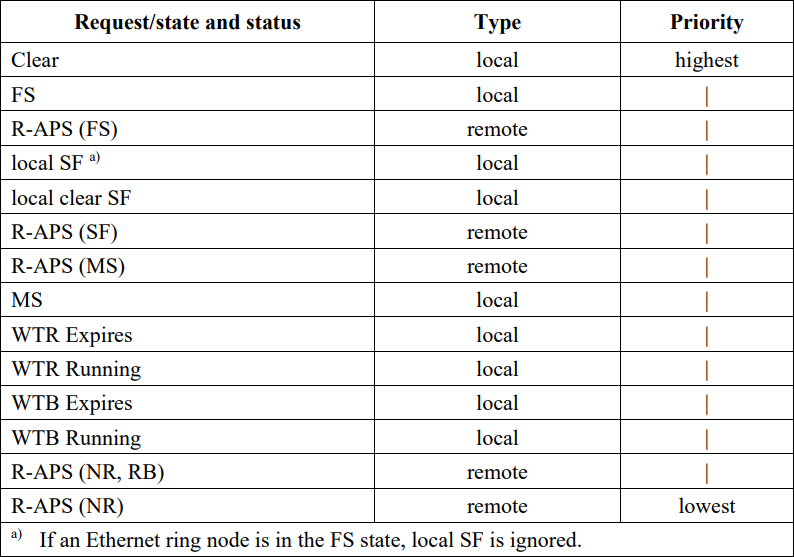 Request/state and status Type Priority
Clear local highest
FS local |
R-APS (FS) remote |
local SF a) local |
local clear SF local |
R-APS (SF) remote |
R-APS (MS) remote |
MS local |
WTR Expires local |
WTR Running local |
WTB Expires local |
WTB Running local |
R-APS (NR, RB) remote |
R-APS (NR) remote lowest
a) If an Ethernet ring node is in the FS state, local SF is ignored.